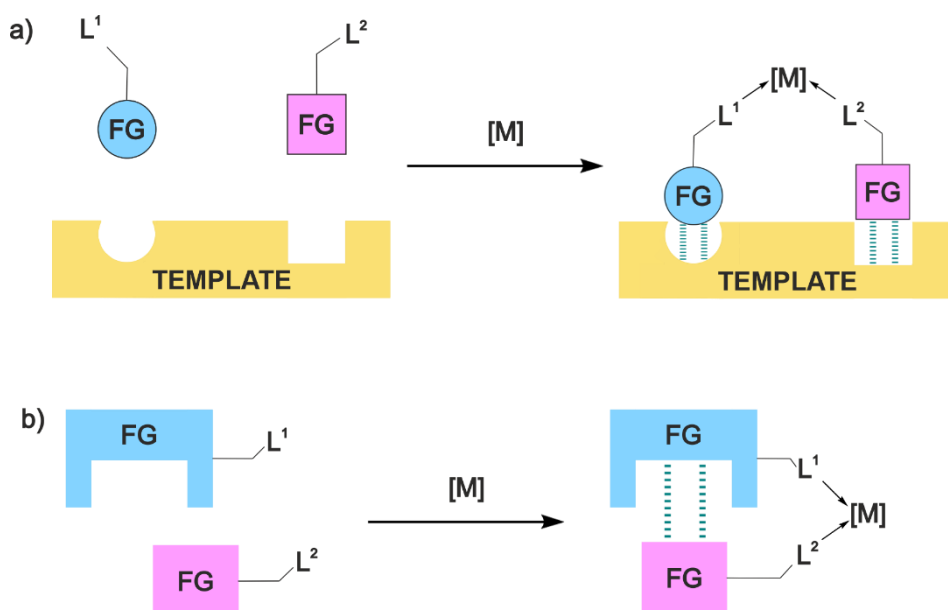 a)
L¹ L² [M] [M]
L¹ L²
FG FG FG FG
TEMPLATE TEMPLATE
b)
FG L¹ [M] FG L¹
[M]
FG L² FG L²